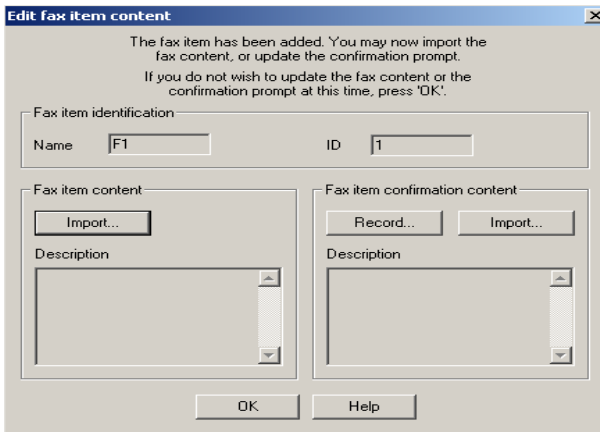 Edit fax item content
The fax item has been added. You may now import the
fax content, or update the confirmation prompt.
If you do not wish to update the fax content or the
confirmation prompt at this time, press 'OK'.
Fax item identification
Name F1 ID 1
Fax item content
Import...
Description
Fax item confirmation content
Record... Import...
Description
OK Help